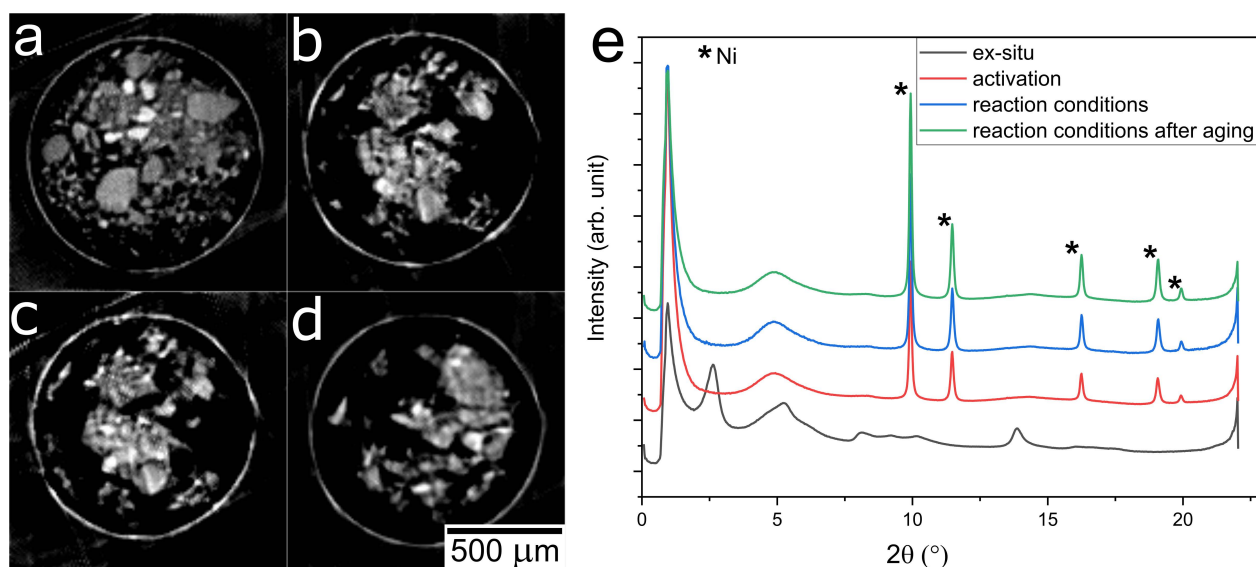 a
b
c
d
500 μm
e
* Ni
ex-situ
activation
reaction conditions
reaction conditions after aging
*
*
*
*
*
Intensity (arb. unit)
0
5
10
15
20
2θ (°)